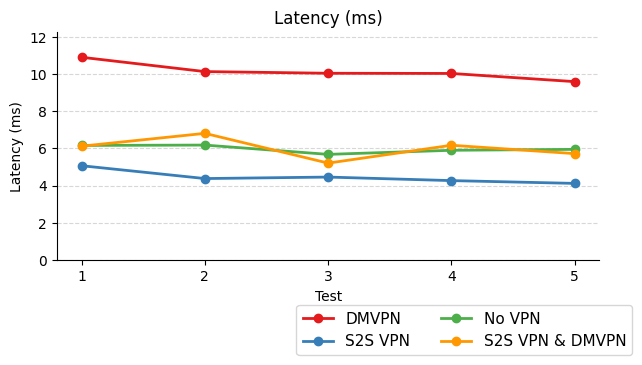 Latency (ms)
12
10
8
6
4
2
0
Latency (ms)
1 2 3 4 5
Test
DMVPN No VPN
S2S VPN S2S VPN & DMVPN